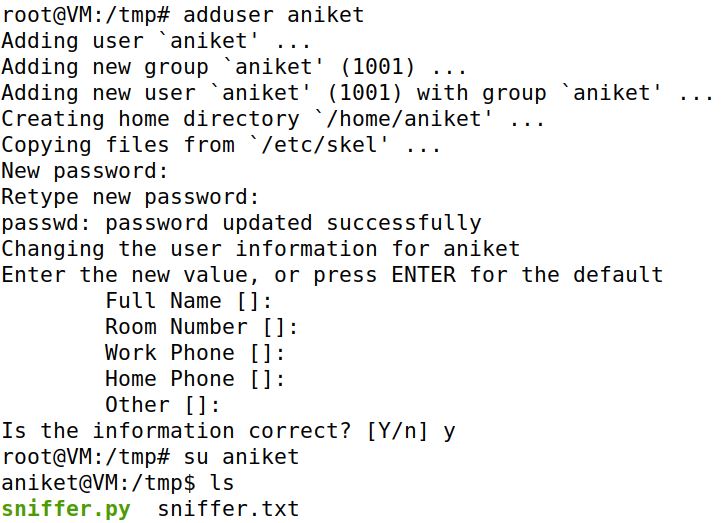 root@VM:/tmp# adduser aniket
Adding user `aniket' ...
Adding new group `aniket' (1001) ...
Adding new user `aniket' (1001) with group `aniket' ...
Creating home directory `/home/aniket' ...
Copying files from `/etc/skel' ...
New password:
Retype new password:
passwd: password updated successfully
Changing the user information for aniket
Enter the new value, or press ENTER for the default
        Full Name []:
        Room Number []:
        Work Phone []:
        Home Phone []:
        Other []:
Is the information correct? [Y/n] y
root@VM:/tmp# su aniket
aniket@VM:/tmp$ ls
sniffer.py  sniffer.txt